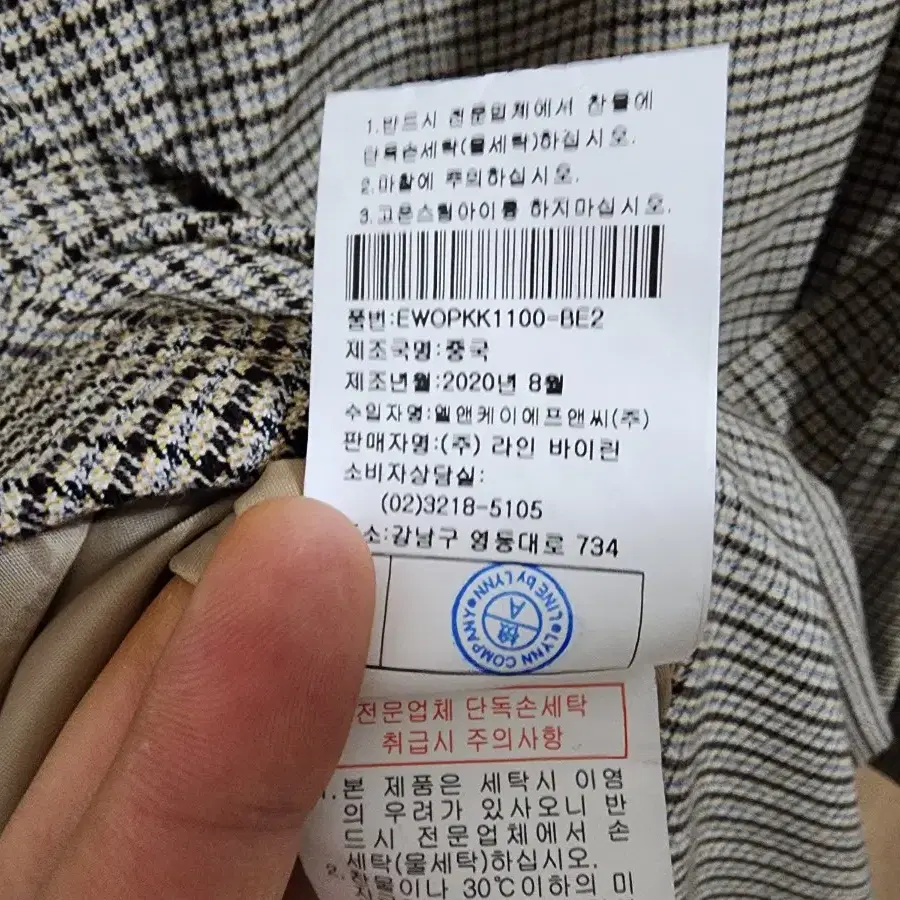 1.반드시 전문업체에서 찬물에
단독손세탁(울세탁)하십시오.
2.마찰에 주의하십시오.
3.고온스팀아이롱 하지마십시오.
품번:EWOPKK1100-BE2
제조국명:중국
제조년월:2020년 8월
수입자명:엘앤케이에프앤씨(주)
판매자명:(주) 라인 바이린
소비자상담실:
(02)3218-5105
소:강남구 영동대로 734
LINE BY LYNN
LYNN COMPANY
檢
A
전문업체 단독손세탁
취급시 주의사항
1.본 제품은 세탁시 이영
의 우려가 있사오니 반
드시 전문업체에서 손
세탁(울세탁)하십시오.
2.찬물이나 30℃이하의 미